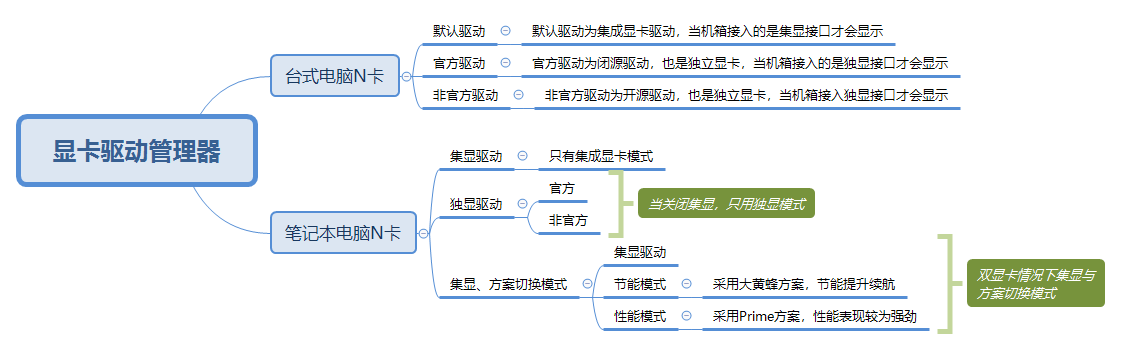 显卡驱动管理器
台式电脑N卡
默认驱动
默认驱动为集成显卡驱动，当机箱接入的是集显接口才会显示
官方驱动
官方驱动为闭源驱动，也是独立显卡，当机箱接入的是独显接口才会显示
非官方驱动
非官方驱动为开源驱动，也是独立显卡，当机箱接入独显接口才会显示
笔记本电脑N卡
集显驱动
只有集成显卡模式
独显驱动
官方
非官方
当关闭集显，只用独显模式
集显、方案切换模式
集显驱动
节能模式
采用大黄蜂方案，节能提升续航
性能模式
采用Prime方案，性能表现较为强劲
双显卡情况下集显与
方案切换模式